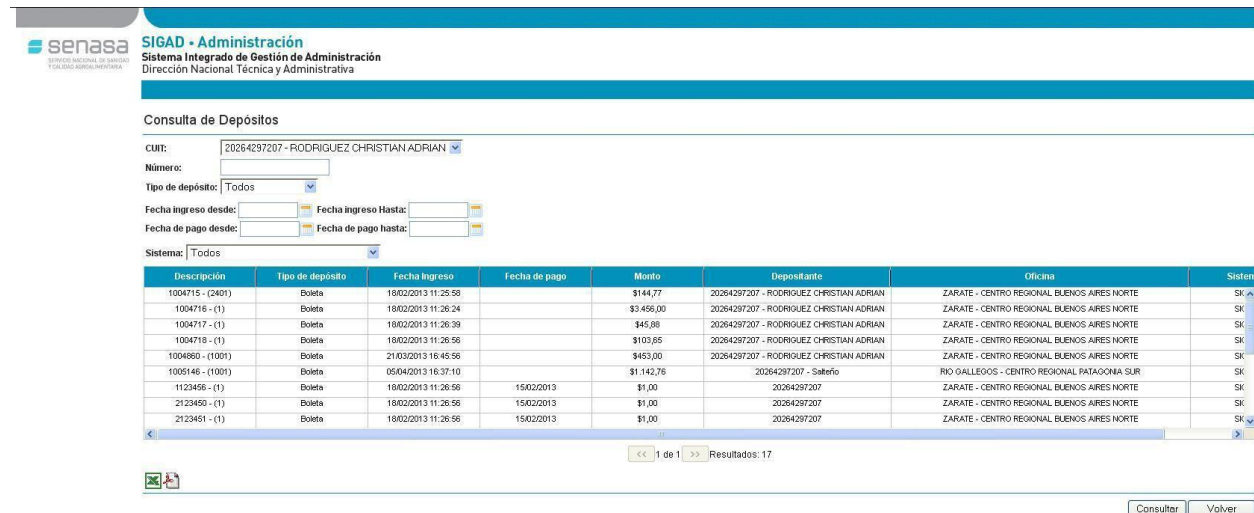 senasa
SERVICIO NACIONAL DE SANIDAD
Y CALIDAD AGROALIMENTARIA
SIGAD - Administración
Sistema Integrado de Gestión de Administración
Dirección Nacional Técnica y Administrativa
Consulta de Depósitos
CUIT: 20264297207 - RODRIGUEZ CHRISTIAN ADRIAN
Número:
Tipo de depósito: Todos
Fecha ingreso desde: Fecha ingreso Hasta:
Fecha de pago desde: Fecha de pago hasta:
Sistema: Todos
Descripción Tipo de depósito Fecha Ingreso Fecha de pago Monto Depositante Oficina Sistem
1004715 - (2401) Boleta 18/02/2013 11:25:58 $144,77 20264297207 - RODRIGUEZ CHRISTIAN ADRIAN ZARATE - CENTRO REGIONAL BUENOS AIRES NORTE SK
1004716 - (1) Boleta 18/02/2013 11:26:24 $3.456,00 20264297207 - RODRIGUEZ CHRISTIAN ADRIAN ZARATE - CENTRO REGIONAL BUENOS AIRES NORTE SK
1004717 - (1) Boleta 18/02/2013 11:26:39 $45,88 20264297207 - RODRIGUEZ CHRISTIAN ADRIAN ZARATE - CENTRO REGIONAL BUENOS AIRES NORTE SK
1004718 - (1) Boleta 18/02/2013 11:26:56 $103,65 20264297207 - RODRIGUEZ CHRISTIAN ADRIAN ZARATE - CENTRO REGIONAL BUENOS AIRES NORTE SK
1004860 - (1001) Boleta 21/03/2013 16:45:56 $453,00 20264297207 - RODRIGUEZ CHRISTIAN ADRIAN ZARATE - CENTRO REGIONAL BUENOS AIRES NORTE SK
1005146 - (1001) Boleta 05/04/2013 16:37:10 $1.142,76 20264297207 - Salteño RIO GALLEGOS - CENTRO REGIONAL PATAGONIA SUR SK
1123456 - (1) Boleta 18/02/2013 11:26:56 15/02/2013 $1,00 20264297207 ZARATE - CENTRO REGIONAL BUENOS AIRES NORTE SK
2123450 - (1) Boleta 18/02/2013 11:26:56 15/02/2013 $1,00 20264297207 ZARATE - CENTRO REGIONAL BUENOS AIRES NORTE SK
2123451 - (1) Boleta 18/02/2013 11:26:56 15/02/2013 $1,00 20264297207 ZARATE - CENTRO REGIONAL BUENOS AIRES NORTE SK
<< 1 de 1 >> Resultados: 17
Consultar Volver